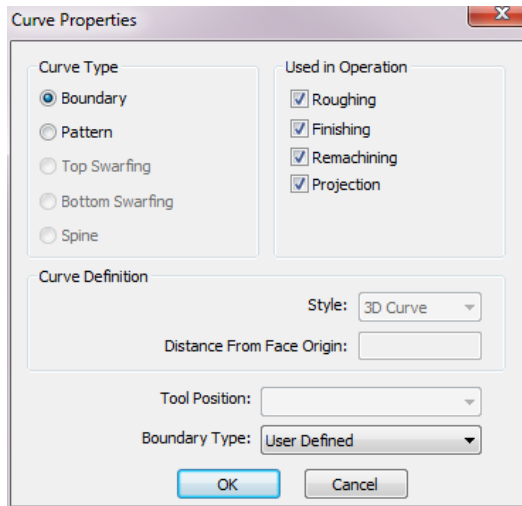 Curve Properties
X
Curve Type
Boundary
Pattern
Top Swarfing
Bottom Swarfing
Spine
Used in Operation
Roughing
Finishing
Remachining
Projection
Curve Definition
Style: 3D Curve
Distance From Face Origin:
Tool Position:
Boundary Type: User Defined
OK Cancel